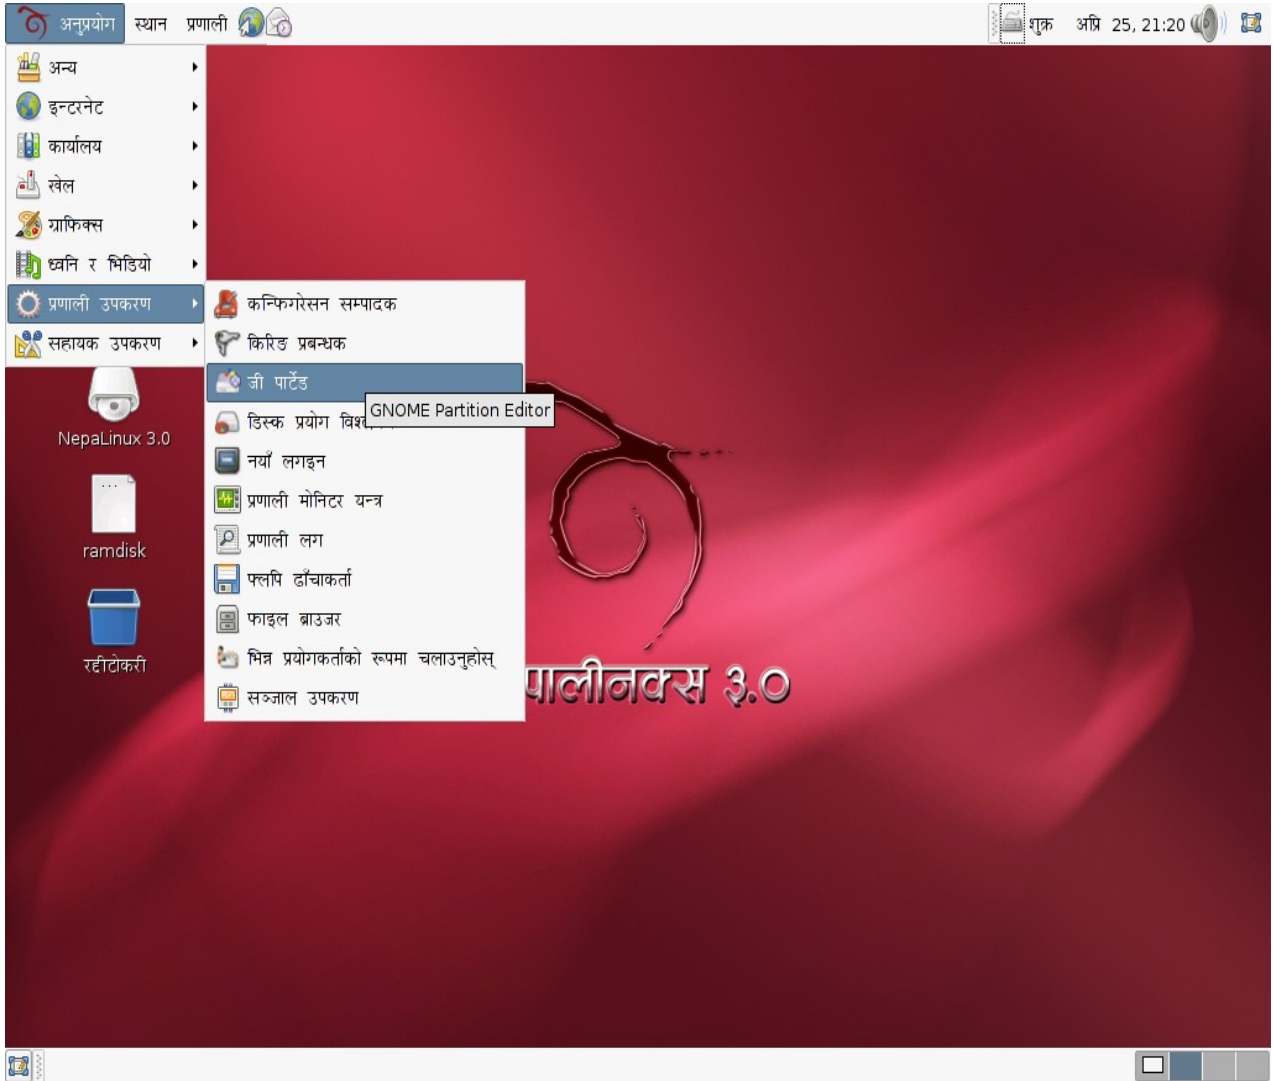 अनुप्रयोग स्थान प्रणाली शुक्र अप्रि 25, 21:20
अन्य
इन्टरनेट
कार्यालय
खेल
ग्राफिक्स
ध्वनि र भिडियो
प्रणाली उपकरण
सहायक उपकरण
कन्फिगरेसन सम्पादक
किरिङ प्रबन्धक
जी पार्टेड
GNOME Partition Editor
डिस्क प्रयोग
नयाँ लगइन
प्रणाली मोनिटर यन्त्र
प्रणाली लग
फ्लपि ढाँचाकर्ता
फाइल ब्राउजर
भिन्न प्रयोगकर्ताको रूपमा चलाउनुहोस्
सञ्जाल उपकरण
NepaLinux 3.0
ramdisk
रद्दीटोकरी
पालीनक्स ३.०